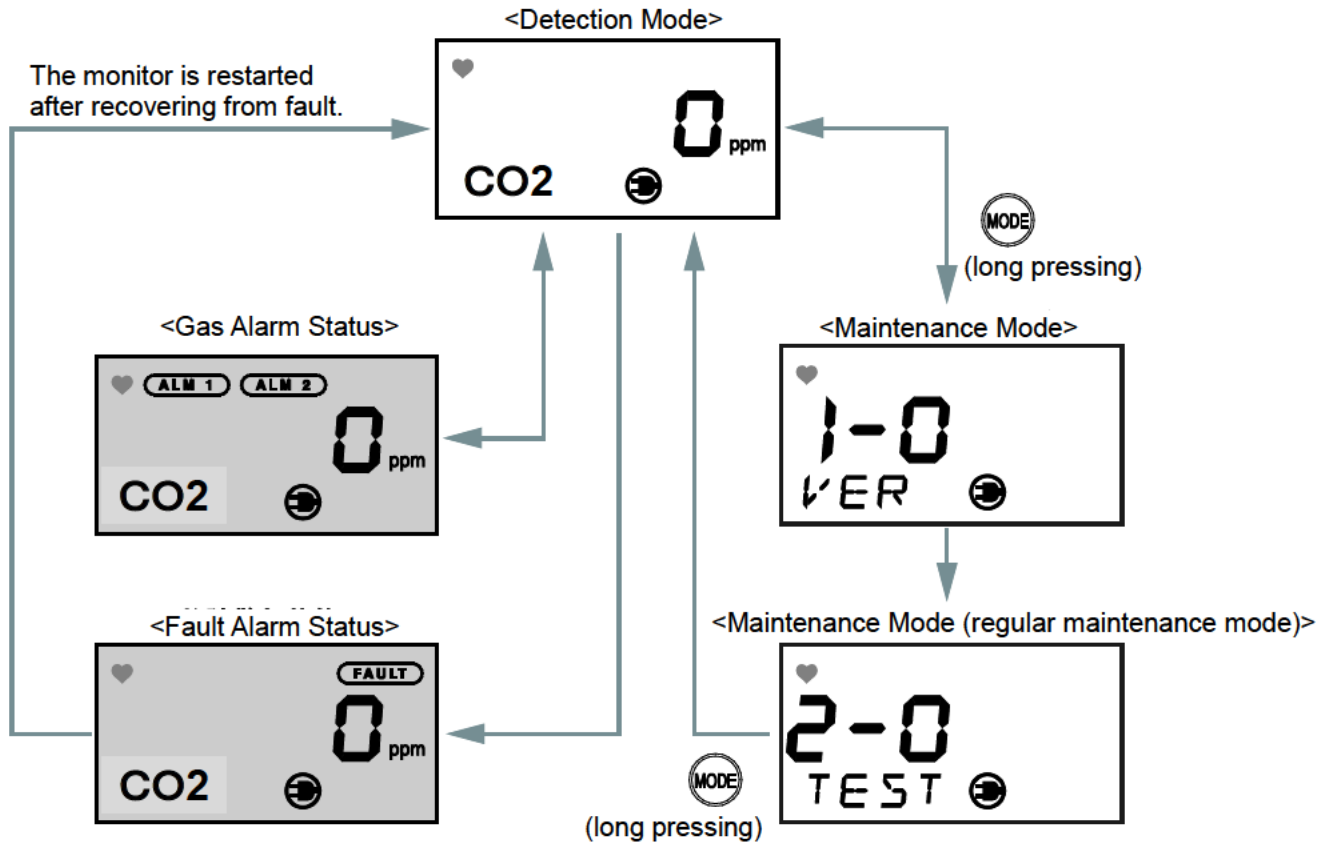 <Detection Mode>
The monitor is restarted
after recovering from fault.
0 ppm
CO2
MODE
(long pressing)
<Gas Alarm Status>
ALM 1 ALM 2
0 ppm
CO2
<Maintenance Mode>
1-0
VER
<Fault Alarm Status>
FAULT
0 ppm
CO2
<Maintenance Mode (regular maintenance mode)>
2-0
TEST
MODE
(long pressing)